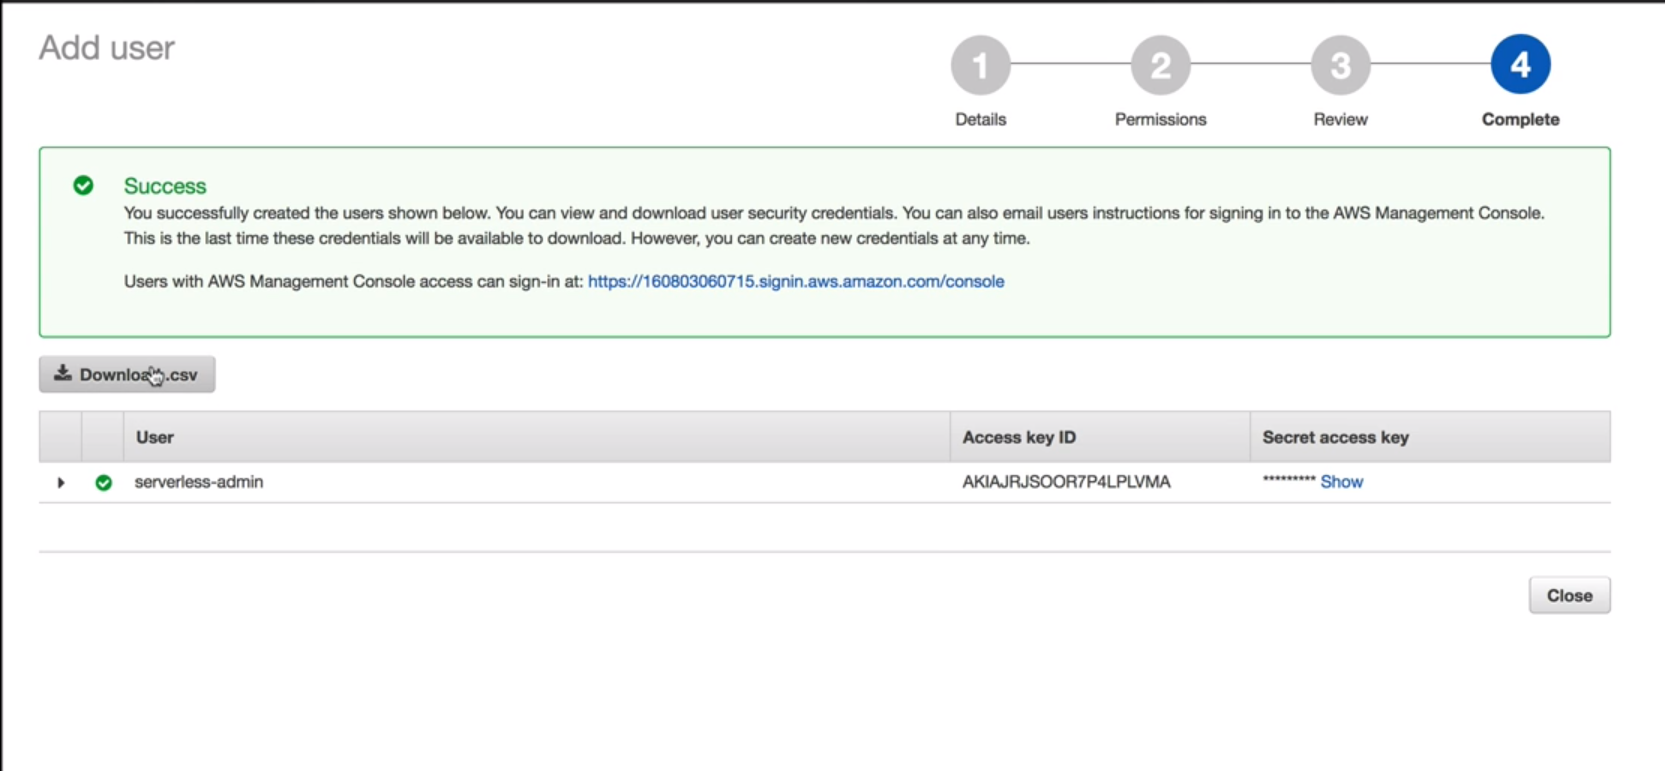 Add user
1
2
3
4
Details
Permissions
Review
Complete
Success
You successfully created the users shown below. You can view and download user security credentials. You can also email users instructions for signing in to the AWS Management Console.
This is the last time these credentials will be available to download. However, you can create new credentials at any time.
Users with AWS Management Console access can sign-in at: https://160803060715.signin.aws.amazon.com/console
Download .csv
User
Access key ID
Secret access key
serverless-admin
AKIAJRJSOOR7P4LPLVMA
********* Show
Close